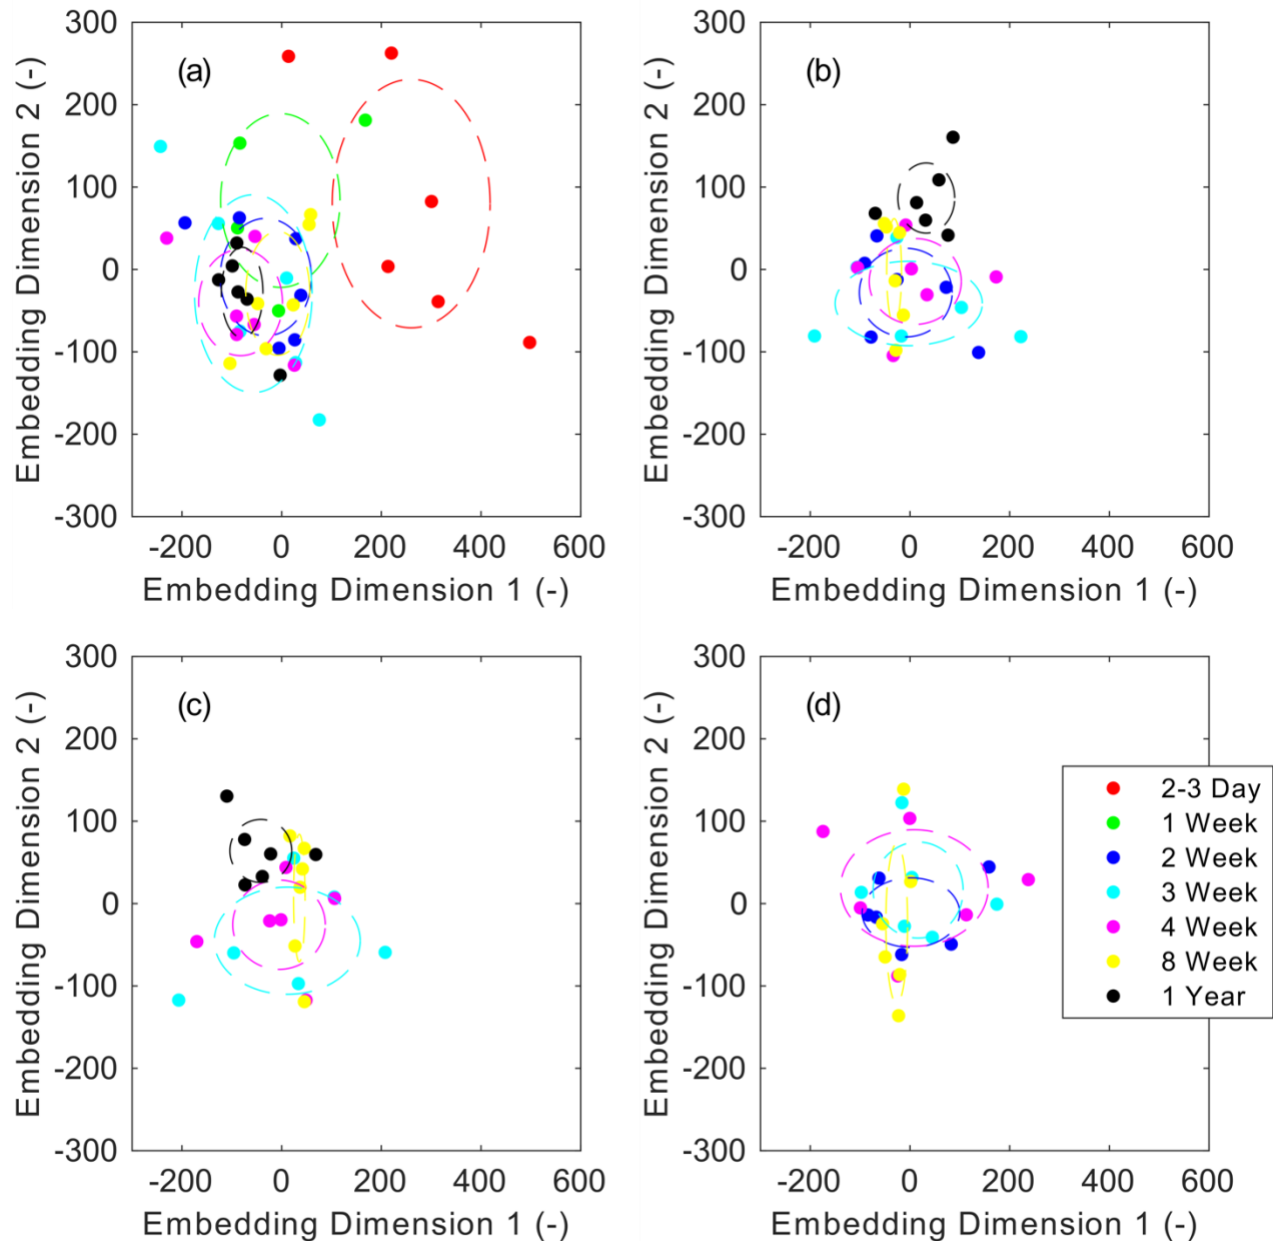 300
200
100
0
-100
-200
-300
-200 0 200 400 600
Embedding Dimension 1 (-)
Embedding Dimension 2 (-)
(a)
300
200
100
0
-100
-200
-300
-200 0 200 400 600
Embedding Dimension 1 (-)
Embedding Dimension 2 (-)
(b)
300
200
100
0
-100
-200
-300
-200 0 200 400 600
Embedding Dimension 1 (-)
Embedding Dimension 2 (-)
(c)
300
200
100
0
-100
-200
-300
-200 0 200 400 600
Embedding Dimension 1 (-)
Embedding Dimension 2 (-)
(d)
2-3 Day
1 Week
2 Week
3 Week
4 Week
8 Week
1 Year